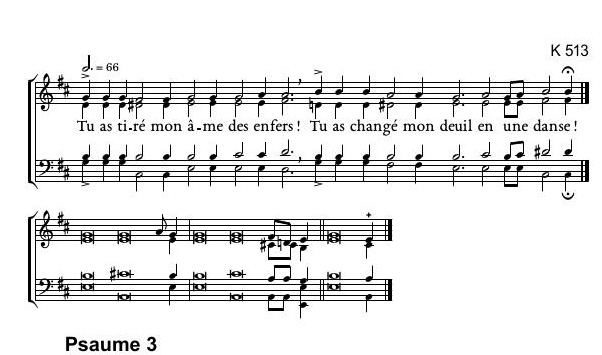 K 513
𝅗𝅥. = 66
Tu as ti-ré mon â-me des enfers! Tu as changé mon deuil en une danse!
Psaume 3